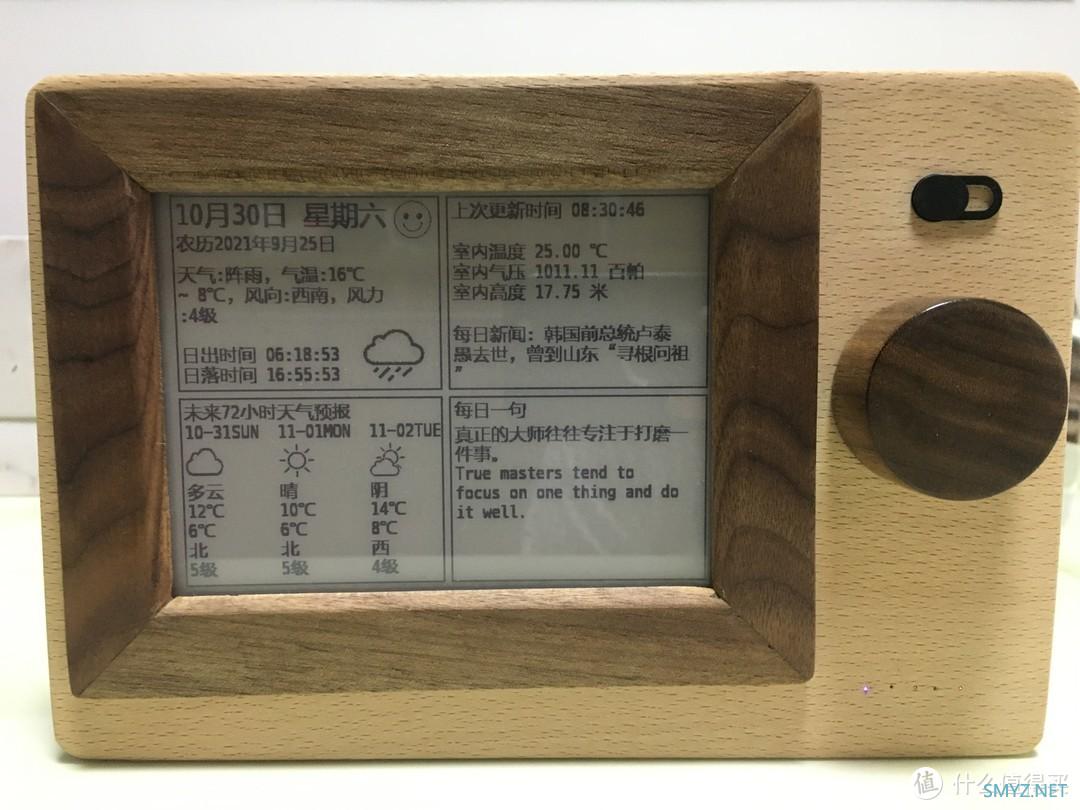 10月30日 星期六
农历2021年9月25日
天气:阵雨，气温:16℃
~ 8℃，风向:西南，风力
:4级
日出时间 06:18:53
日落时间 16:55:53
上次更新时间 08:30:46
室内温度 25.00 ℃
室内气压 1011.11 百帕
室内高度 17.75 米
每日新闻: 韩国前总统卢泰
愚去世，曾到山东“寻根问祖
”
未来72小时天气预报
10-31SUN 11-01MON 11-02TUE
多云 晴 阴
12℃ 10℃ 14℃
6℃ 6℃ 8℃
北 北 西
5级 5级 4级
每日一句
真正的大师往往专注于打磨一
件事。
True masters tend to
focus on one thing and do
it well.
值 什么值得买
SMYZ.NET